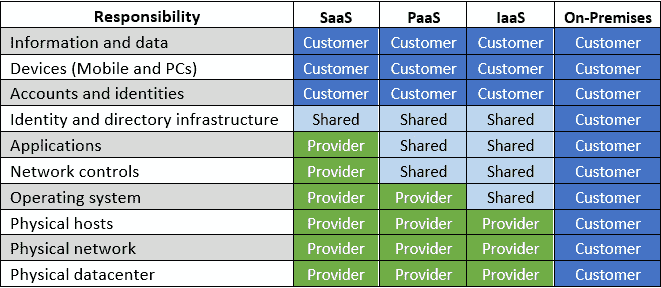 Responsibility SaaS PaaS IaaS On-Premises
Information and data Customer Customer Customer Customer
Devices (Mobile and PCs) Customer Customer Customer Customer
Accounts and identities Customer Customer Customer Customer
Identity and directory infrastructure Shared Shared Shared Customer
Applications Provider Shared Shared Customer
Network controls Provider Shared Shared Customer
Operating system Provider Provider Shared Customer
Physical hosts Provider Provider Provider Customer
Physical network Provider Provider Provider Customer
Physical datacenter Provider Provider Provider Customer